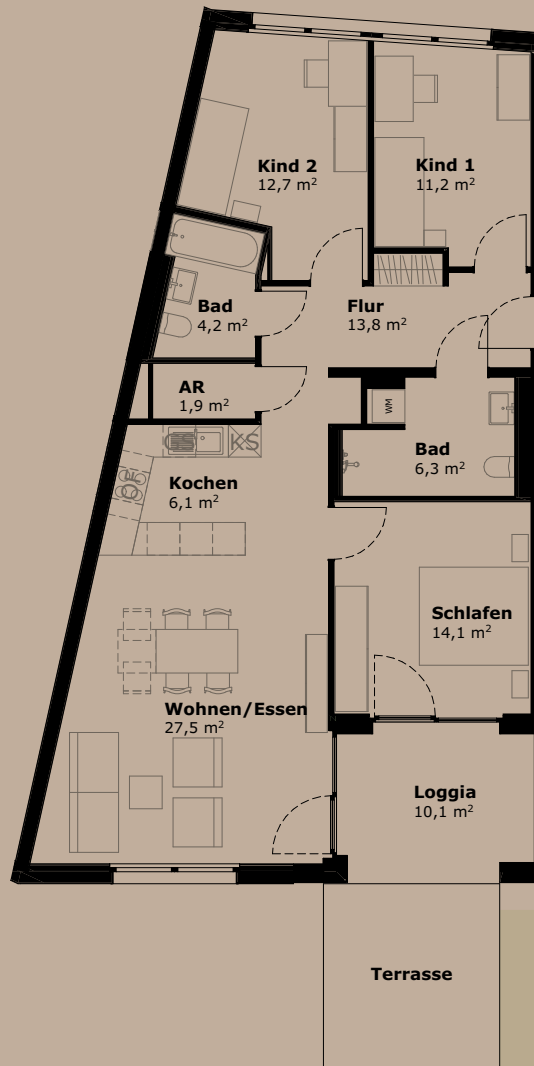 Kind 2
12,7 m²
Kind 1
11,2 m²
Bad
4,2 m²
Flur
13,8 m²
AR
1,9 m²
WM
GS
KS
Bad
6,3 m²
Kochen
6,1 m²
Schlafen
14,1 m²
Wohnen/Essen
27,5 m²
Loggia
10,1 m²
Terrasse